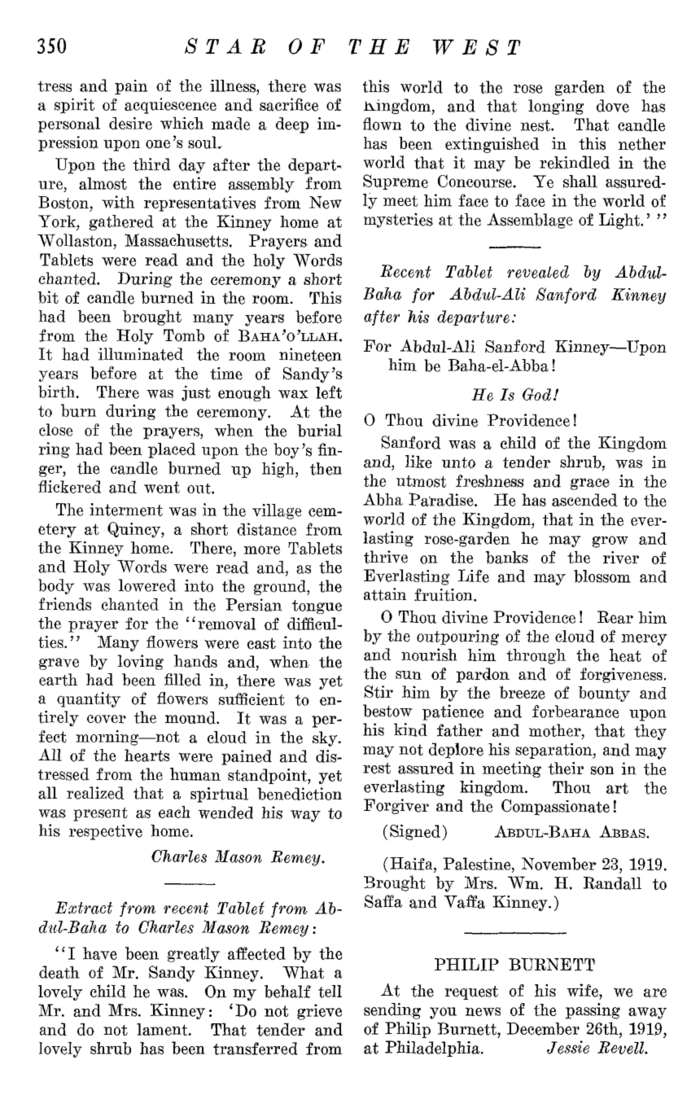 350
STAR OF THE WEST
tress and pain of the illness, there was
a spirit of acquiescence and sacrifice of
personal desire which made a deep im-
pression upon one's soul.
Upon the third day after the depart-
ure, almost the entire assembly from
Boston, with representatives from New
York, gathered at the Kinney home at
Wollaston, Massachusetts. Prayers and
Tablets were read and the holy Words
chanted. During the ceremony a short
bit of candle burned in the room. This
had been brought many years before
from the Holy Tomb of BAHA'O'LLAH.
It had illuminated the room nineteen
years before at the time of Sandy's
birth. There was just enough wax left
to burn during the ceremony. At the
close of the prayers, when the burial
ring had been placed upon the boy's fin-
ger, the candle burned up high, then
flickered and went out.
The interment was in the village cem-
etery at Quincy, a short distance from
the Kinney home. There, more Tablets
and Holy Words were read and, as the
body was lowered into the ground, the
friends chanted in the Persian tongue
the prayer for the "removal of difficul-
ties." Many flowers were cast into the
grave by loving hands and, when the
earth had been filled in, there was yet
a quantity of flowers sufficient to en-
tirely cover the mound. It was a per-
fect morning—not a cloud in the sky.
All of the hearts were pained and dis-
tressed from the human standpoint, yet
all realized that a spirtual benediction
was present as each wended his way to
his respective home.
Charles Mason Remey.
Extract from recent Tablet from Ab-
dul-Baha to Charles Mason Remey:
"I have been greatly affected by the
death of Mr. Sandy Kinney. What a
lovely child he was. On my behalf tell
Mr. and Mrs. Kinney: 'Do not grieve
and do not lament. That tender and
lovely shrub has been transferred from
this world to the rose garden of the
Kingdom, and that longing dove has
flown to the divine nest. That candle
has been extinguished in this nether
world that it may be rekindled in the
Supreme Concourse. Ye shall assured-
ly meet him face to face in the world of
mysteries at the Assemblage of Light.' "
Recent Tablet revealed by Abdul-
Baha for Abdul-Ali Sanford Kinney
after his departure:
For Abdul-Ali Sanford Kinney—Upon
him be Baha-el-Abba!
He Is God!
O Thou divine Providence!
Sanford was a child of the Kingdom
and, like unto a tender shrub, was in
the utmost freshness and grace in the
Abha Paradise. He has ascended to the
world of the Kingdom, that in the ever-
lasting rose-garden he may grow and
thrive on the banks of the river of
Everlasting Life and may blossom and
attain fruition.
O Thou divine Providence! Rear him
by the outpouring of the cloud of mercy
and nourish him through the heat of
the sun of pardon and of forgiveness.
Stir him by the breeze of bounty and
bestow patience and forbearance upon
his kind father and mother, that they
may not deplore his separation, and may
rest assured in meeting their son in the
everlasting kingdom. Thou art the
Forgiver and the Compassionate!
(Signed) ABDUL-BAHA ABBAS.
(Haifa, Palestine, November 23, 1919.
Brought by Mrs. Wm. H. Randall to
Saffa and Vaffa Kinney.)
PHILIP BURNETT
At the request of his wife, we are
sending you news of the passing away
of Philip Burnett, December 26th, 1919,
at Philadelphia. Jessie Revell.